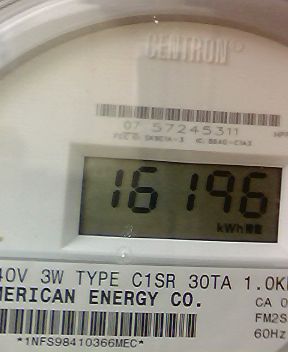 CENTRON®
07 57245311
16196
kWh
40V 3W TYPE C1SR 30TA 1.0K
MERICAN ENERGY CO.
CA 0
FM2S
60Hz
*1NFS98410366MEC*